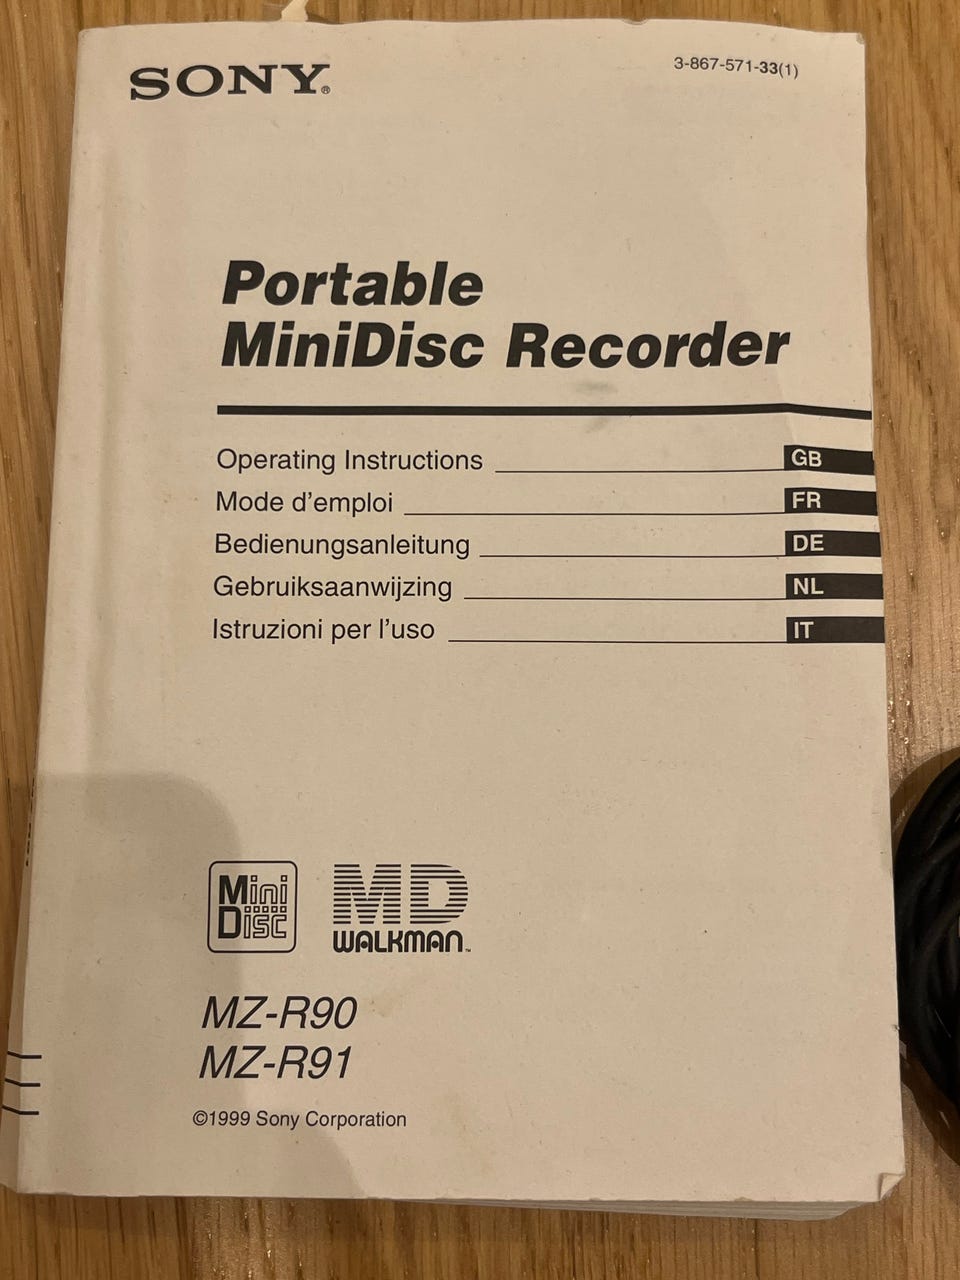 SONY®
3-867-571-33(1)
Portable
MiniDisc Recorder
Operating Instructions GB
Mode d’emploi FR
Bedienungsanleitung DE
Gebruiksaanwijzing NL
Istruzioni per l’uso IT
Mini
Disc
MD
WALKMAN™
MZ-R90
MZ-R91
©1999 Sony Corporation